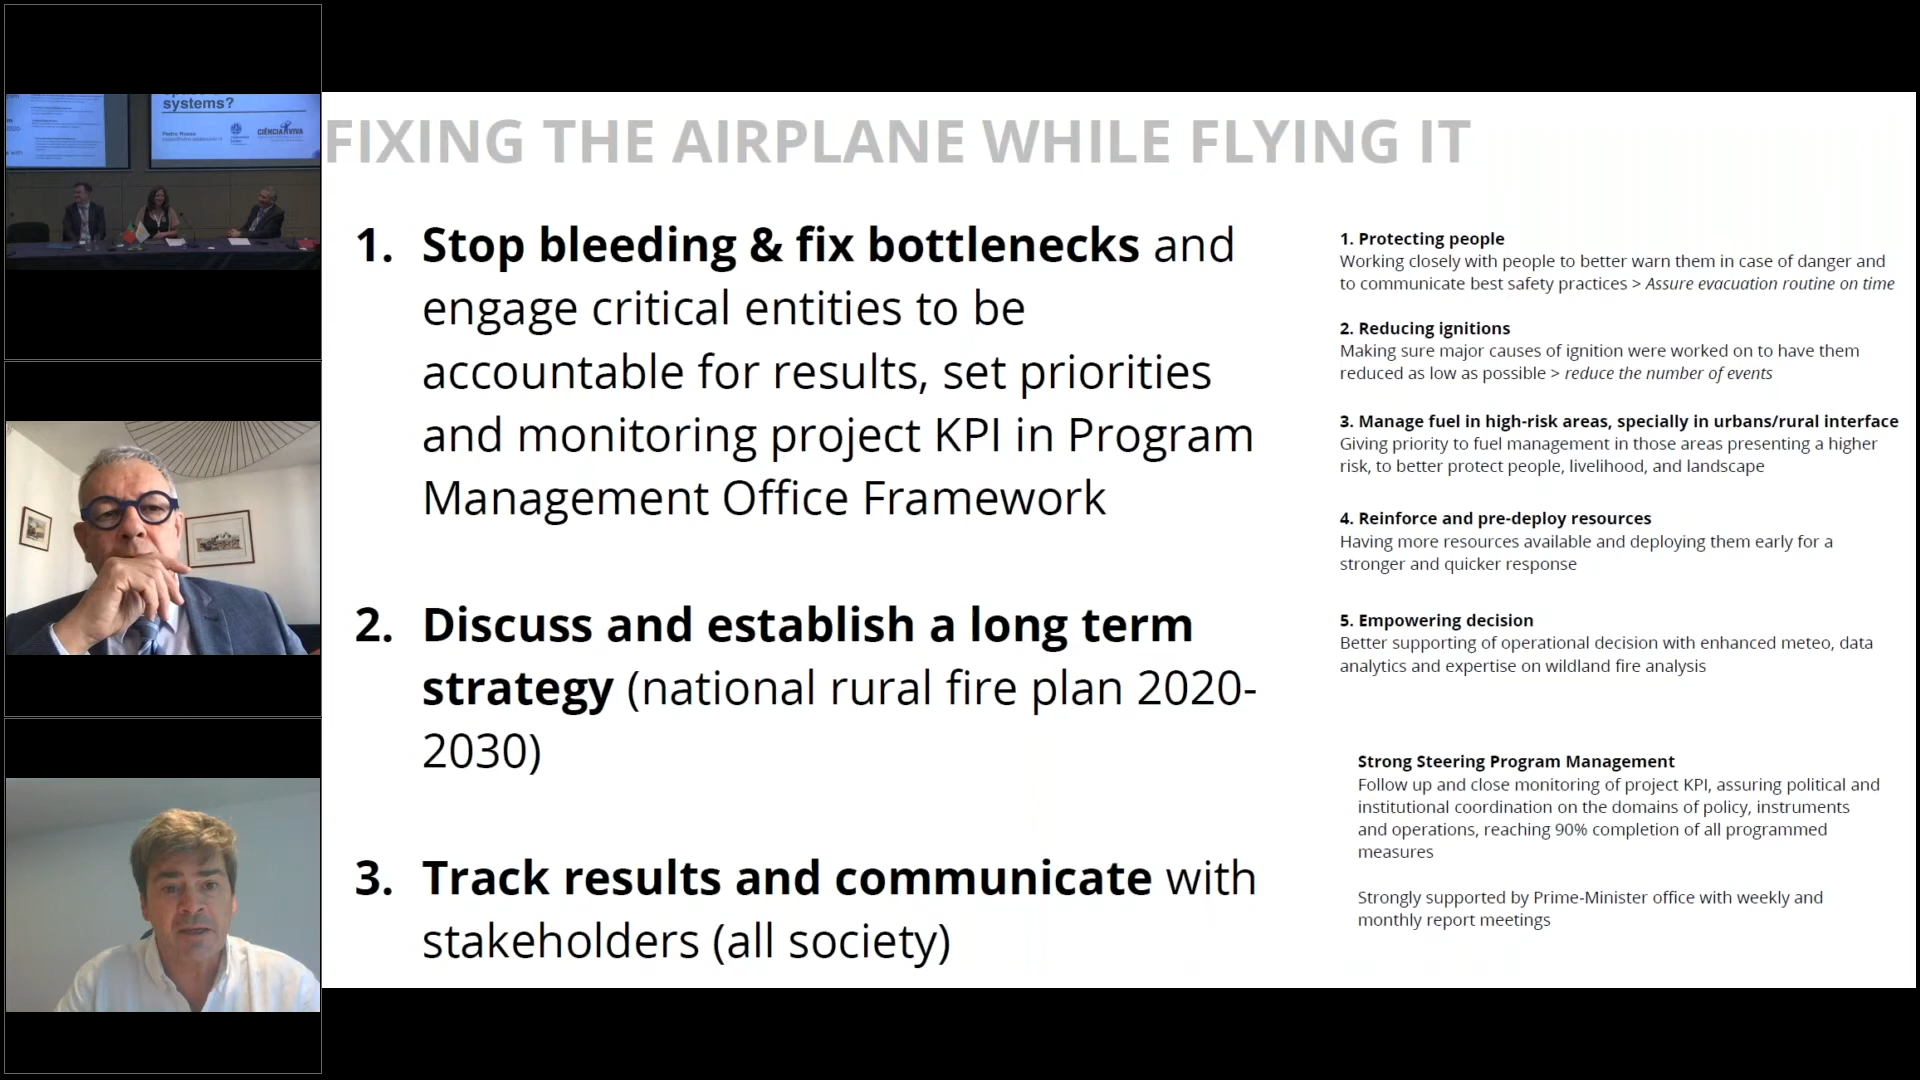 systems?
CIÊNCIA VIVA
FIXING THE AIRPLANE WHILE FLYING IT
1. Stop bleeding & fix bottlenecks and
engage critical entities to be
accountable for results, set priorities
and monitoring project KPI in Program
Management Office Framework
2. Discuss and establish a long term
strategy (national rural fire plan 2020-
2030)
3. Track results and communicate with
stakeholders (all society)
1. Protecting people
Working closely with people to better warn them in case of danger and
to communicate best safety practices > Assure evacuation routine on time
2. Reducing ignitions
Making sure major causes of ignition were worked on to have them
reduced as low as possible > reduce the number of events
3. Manage fuel in high-risk areas, specially in urbans/rural interface
Giving priority to fuel management in those areas presenting a higher
risk, to better protect people, livelihood, and landscape
4. Reinforce and pre-deploy resources
Having more resources available and deploying them early for a
stronger and quicker response
5. Empowering decision
Better supporting of operational decision with enhanced meteo, data
analytics and expertise on wildland fire analysis
Strong Steering Program Management
Follow up and close monitoring of project KPI, assuring political and
institutional coordination on the domains of policy, instruments
and operations, reaching 90% completion of all programmed
measures
Strongly supported by Prime-Minister office with weekly and
monthly report meetings